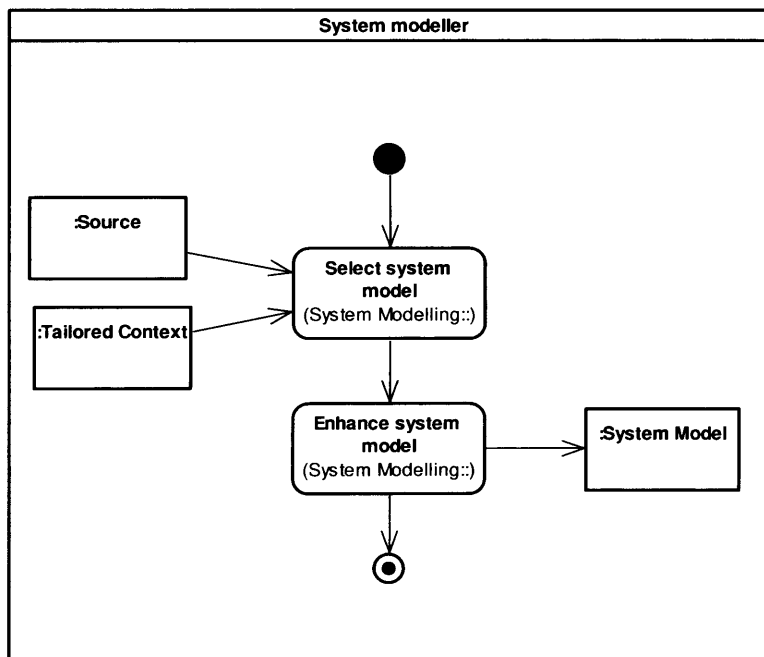 System modeller
:Source
Select system
model
(System Modelling::)
:Tailored Context
Enhance system
model
(System Modelling::)
:System Model